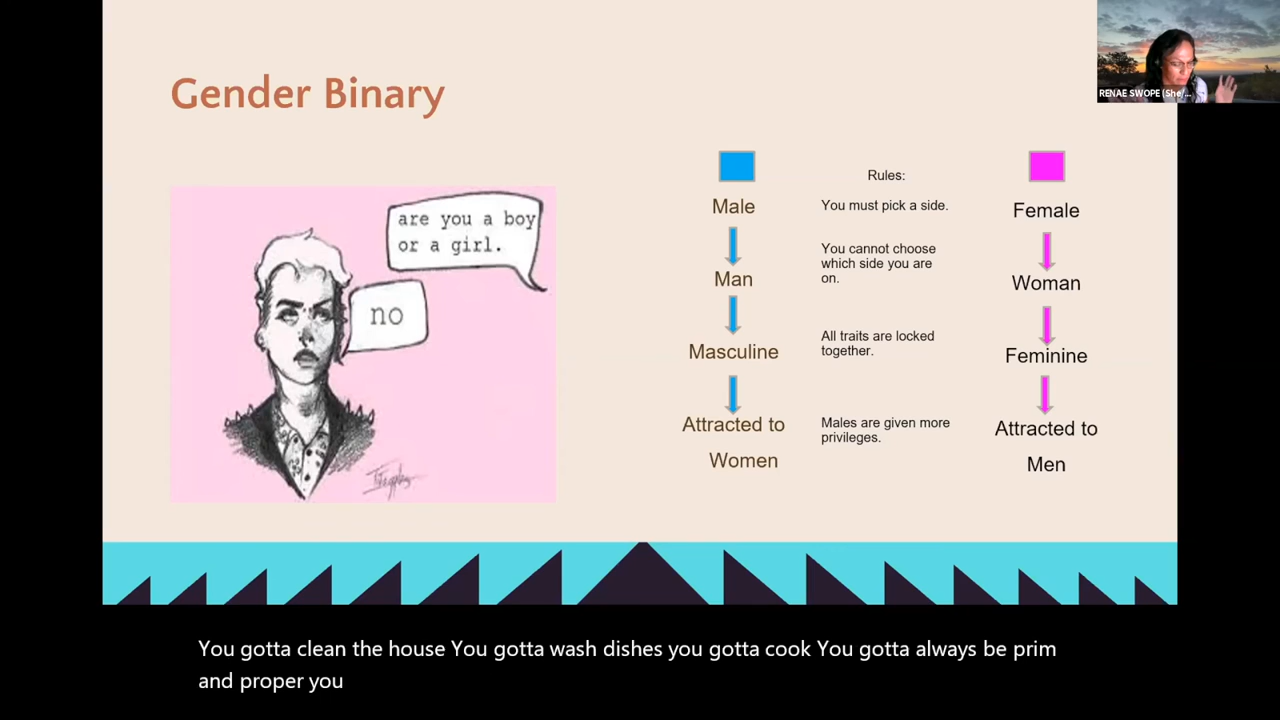 Gender Binary
are you a boy
or a girl.
no
Male
Man
Masculine
Attracted to
Women
Rules:
You must pick a side.
You cannot choose
which side you are
on.
All traits are locked
together.
Males are given more
privileges.
Female
Woman
Feminine
Attracted to
Men
RENAE SWOPE (She/...
You gotta clean the house You gotta wash dishes you gotta cook You gotta always be prim
and proper you